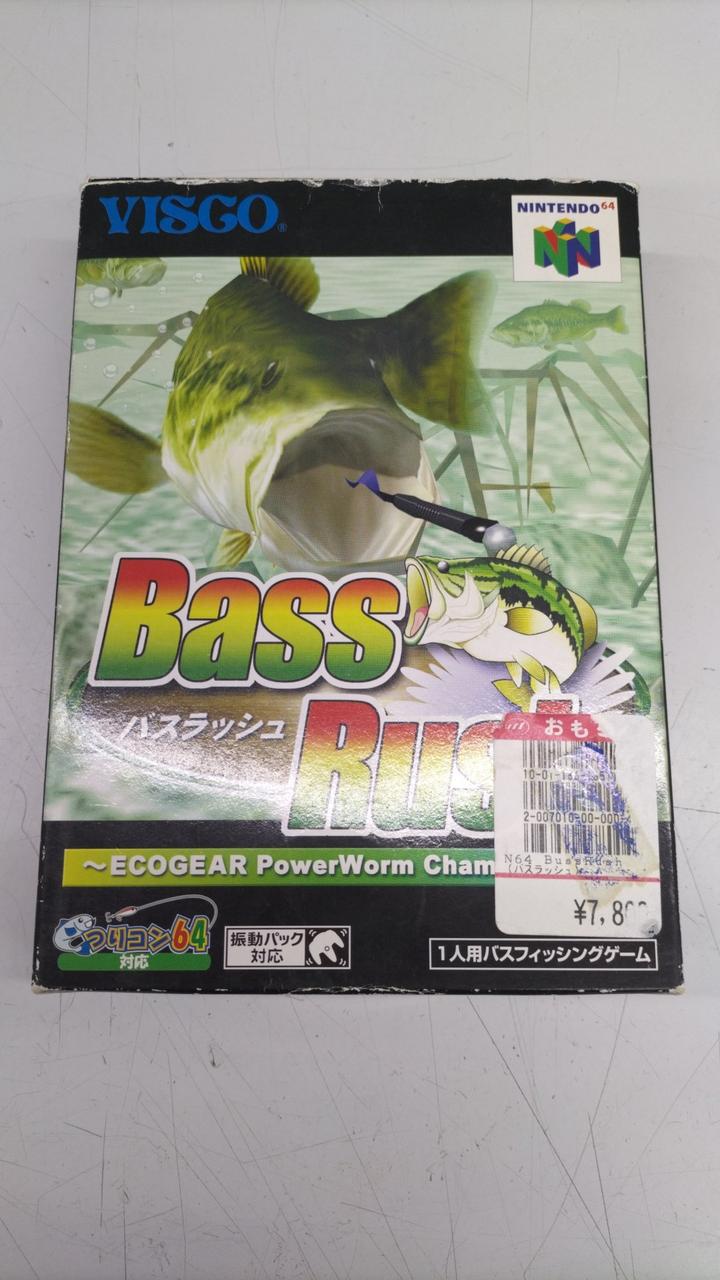 VISCO®
NINTENDO64
Bass
バスラッシュ
Rus
おも
2-007010-00-000
N64 BussRush
(バスラッシュ)
¥7,8
~ECOGEAR PowerWorm Cham
つりコン64
対応
振動パック
対応
1人用バスフィッシングゲーム